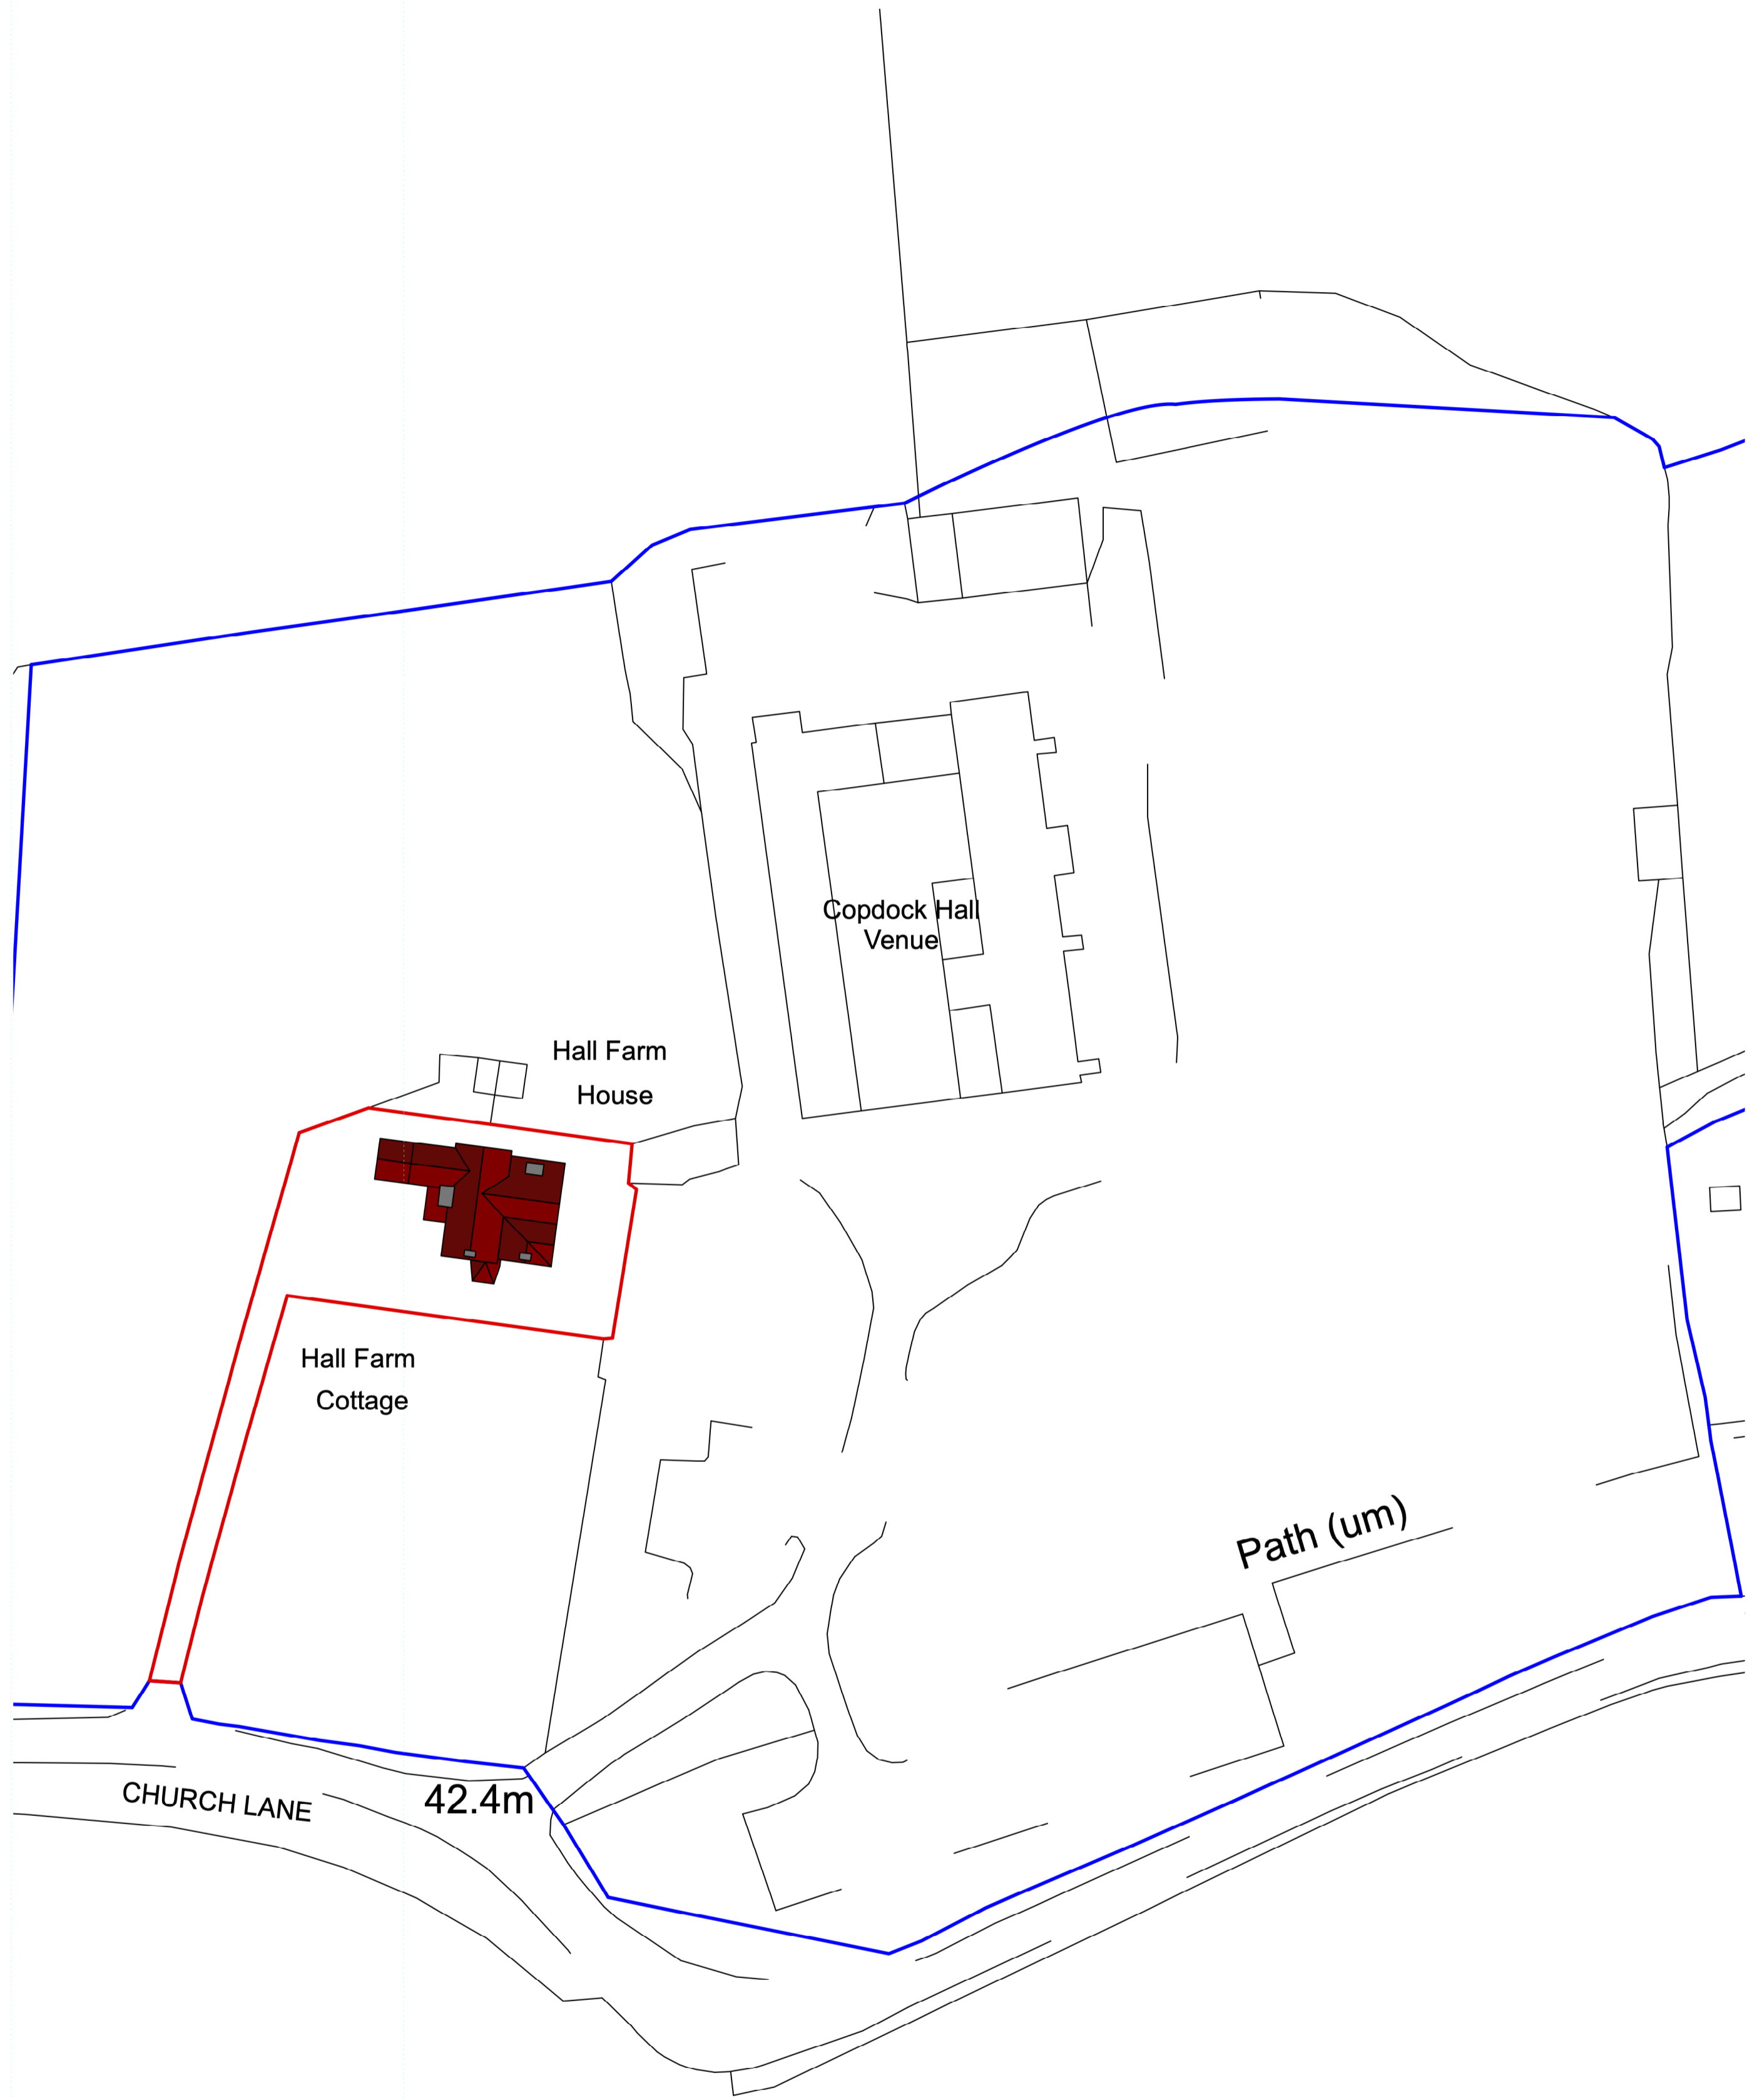 Copdock Hall
Venue
Hall Farm
House
Hall Farm
Cottage
Path (um)
CHURCH LANE
42.4m